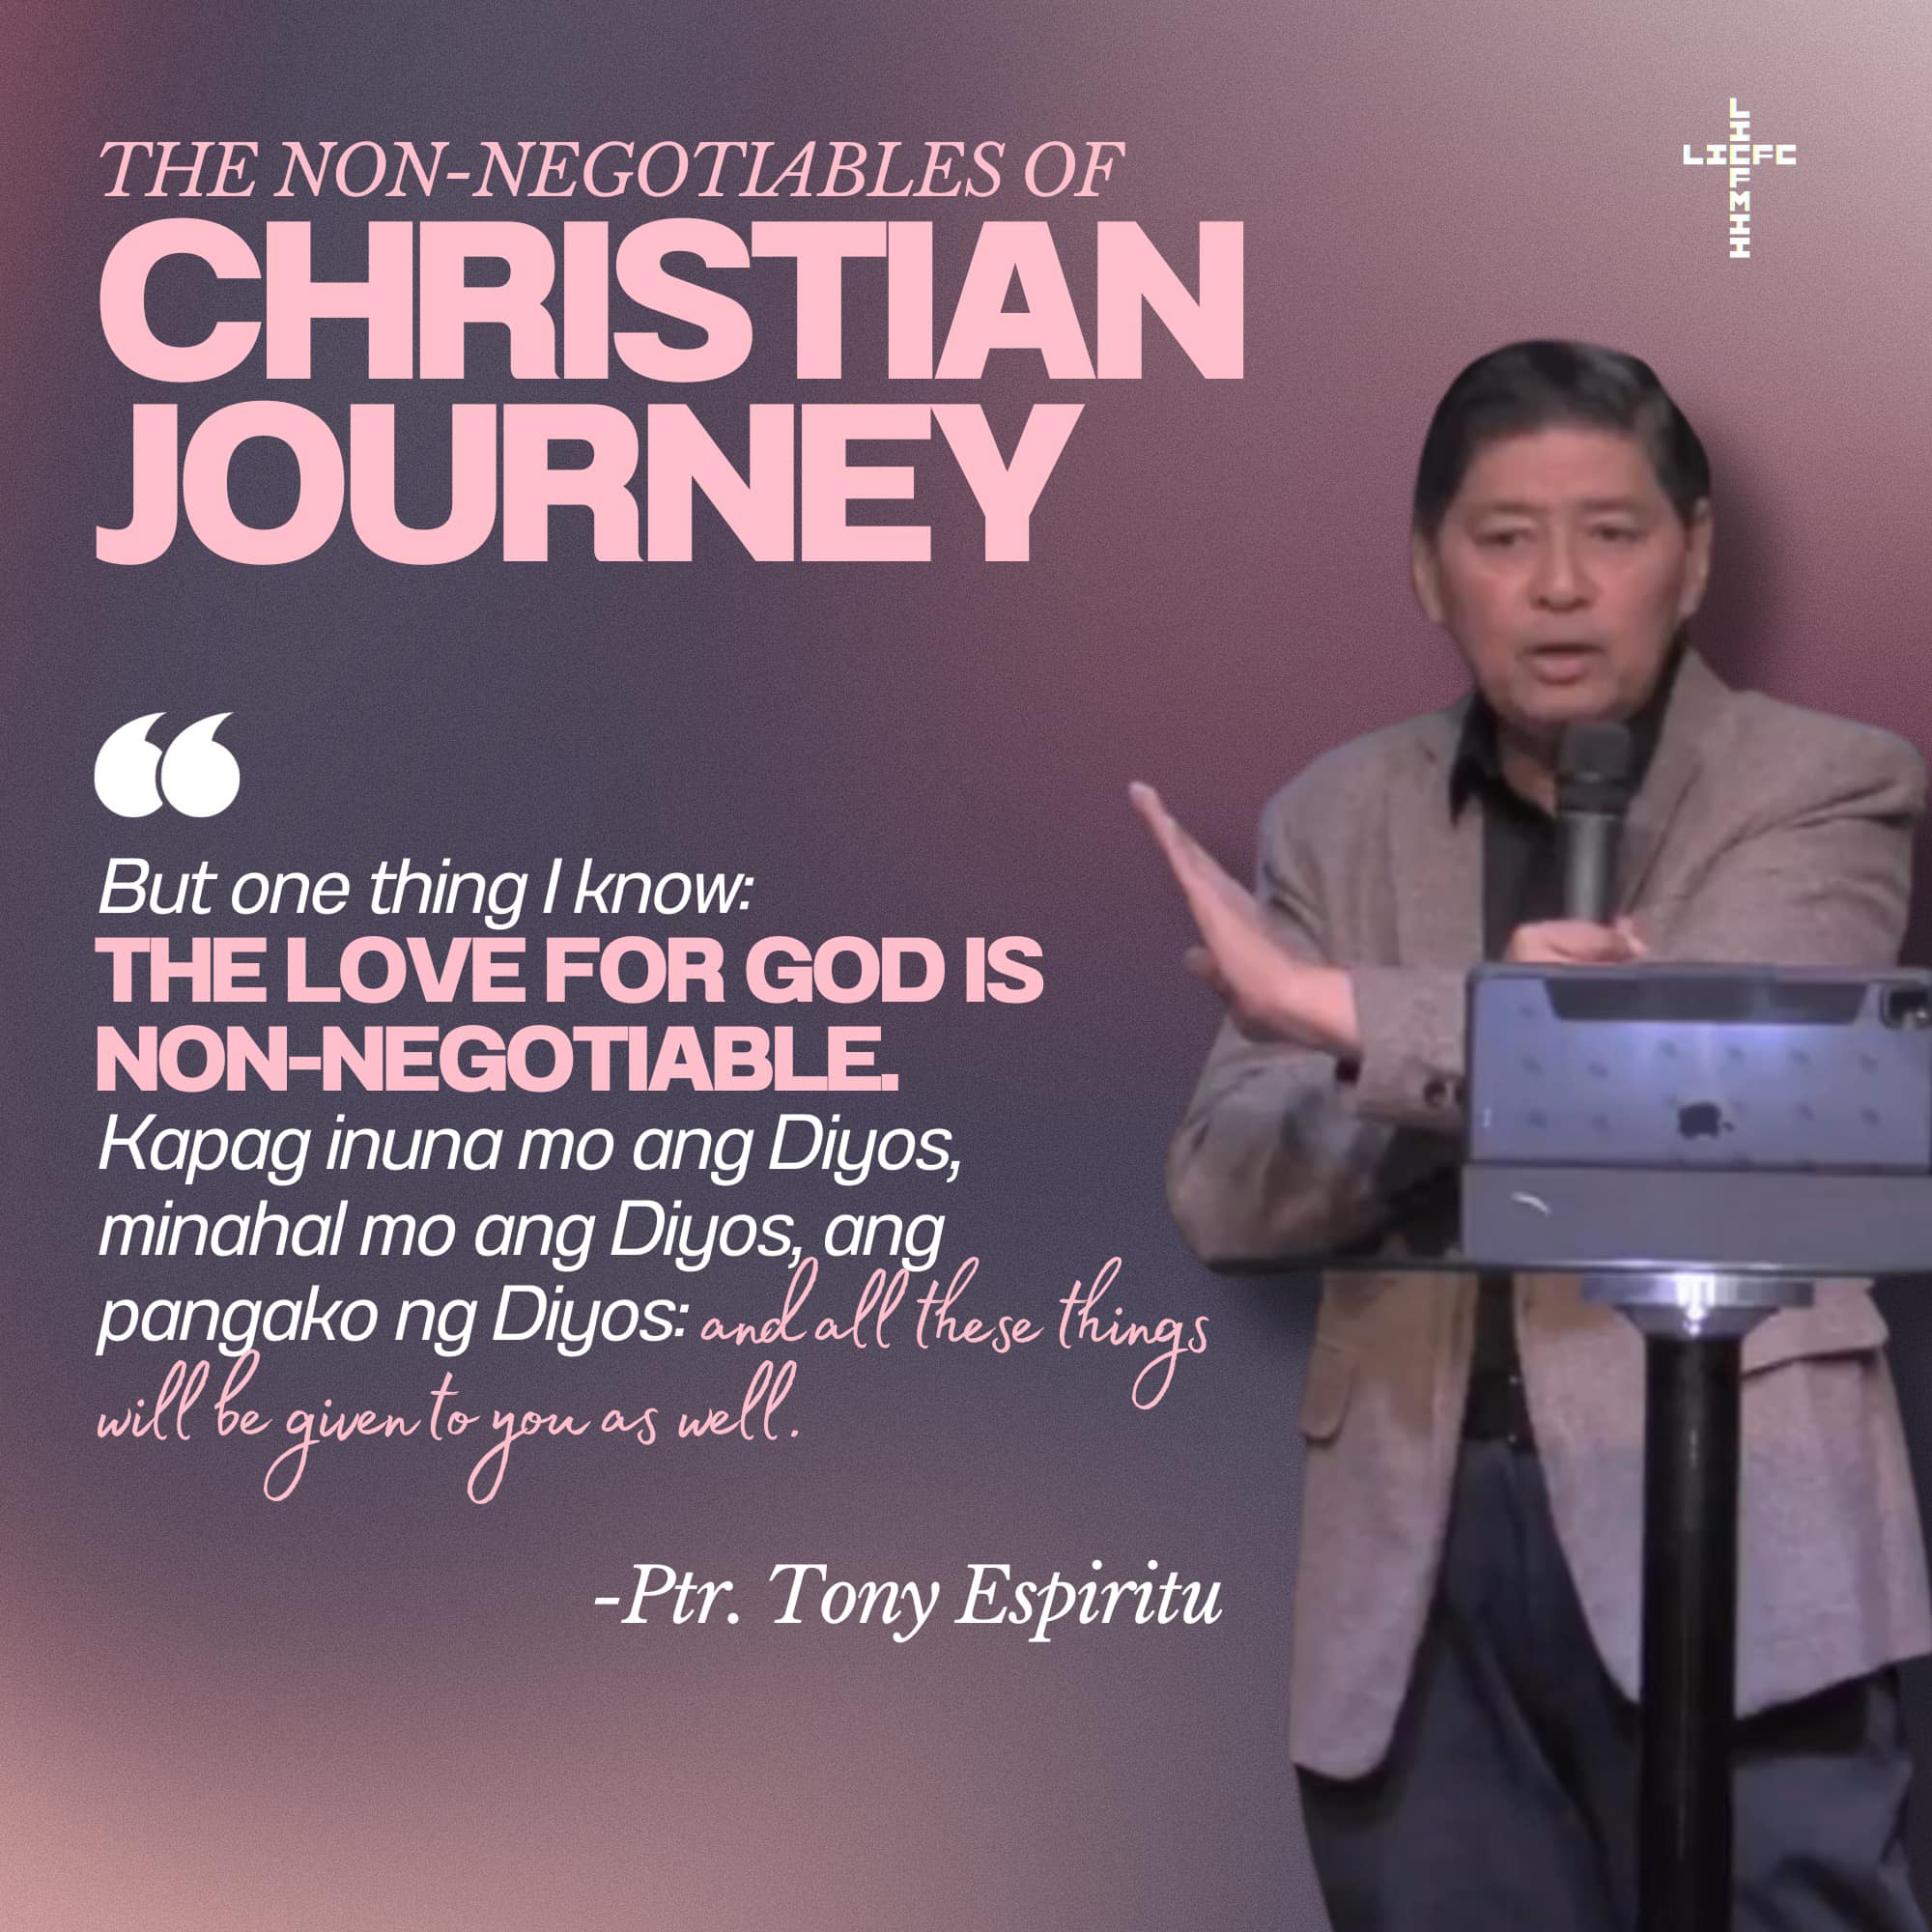 THE NON-NEGOTIABLES OF
CHRISTIAN
JOURNEY
LICFC
“
But one thing I know:
THE LOVE FOR GOD IS
NON-NEGOTIABLE.
Kapag inuna mo ang Diyos,
minahal mo ang Diyos, ang
pangako ng Diyos: and all these things
will be given to you as well.
-Ptr. Tony Espiritu